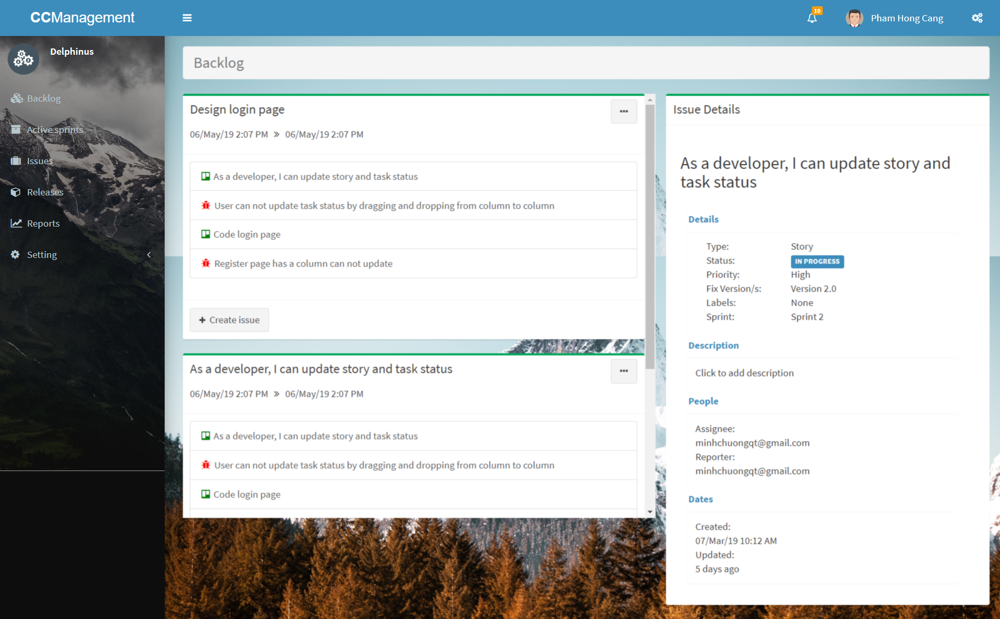 CCManagement
10
Pham Hong Cang
Delphinus
Backlog
Active sprints
Issues
Releases
Reports
Setting
Backlog
Design login page
06/May/19 2:07 PM » 06/May/19 2:07 PM
As a developer, I can update story and task status
User can not update task status by dragging and dropping from column to column
Code login page
Register page has a column can not update
Create issue
As a developer, I can update story and task status
06/May/19 2:07 PM » 06/May/19 2:07 PM
As a developer, I can update story and task status
User can not update task status by dragging and dropping from column to column
Code login page
Issue Details
As a developer, I can update story and
task status
Details
Type: Story
Status: IN PROGRESS
Priority: High
Fix Version/s: Version 2.0
Labels: None
Sprint: Sprint 2
Description
Click to add description
People
Assignee:
minhchuongqt@gmail.com
Reporter:
minhchuongqt@gmail.com
Dates
Created:
07/Mar/19 10:12 AM
Updated:
5 days ago